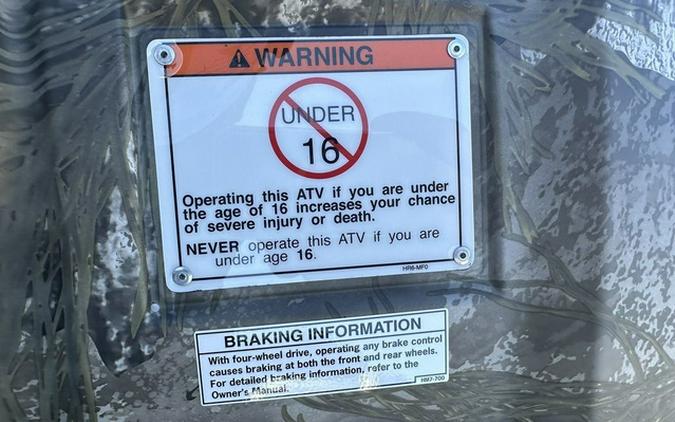 WARNING
UNDER
16
Operating this ATV if you are under
the age of 16 increases your chance
of severe injury or death.
NEVER operate this ATV if you are
under age 16.
HR6-MF0
BRAKING INFORMATION
With four-wheel drive, operating any brake control
causes braking at both the front and rear wheels.
For detailed braking information, refer to the
Owner's Manual.
HM7-700